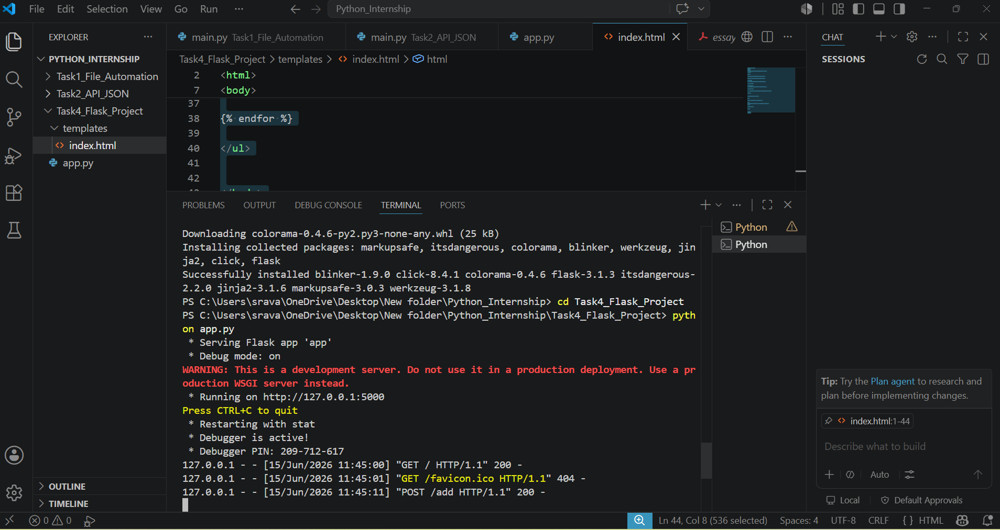 File Edit Selection View Go Run ··· Python_Internship
EXPLORER ···
PYTHON_INTERNSHIP
Task1_File_Automation
Task2_API_JSON
Task4_Flask_Project
templates
<> index.html
app.py
OUTLINE
TIMELINE
main.py Task1_File_Automation main.py Task2_API_JSON app.py <> index.html essay ···
Task4_Flask_Project > templates > <> index.html > html
2 <html>
7 <body>
37
38 {% endfor %}
39
40 </ul>
41
42
PROBLEMS OUTPUT DEBUG CONSOLE TERMINAL PORTS ···
Downloading colorama-0.4.6-py2.py3-none-any.whl (25 kB)
Installing collected packages: markupsafe, itsdangerous, colorama, blinker, werkzeug, jin
ja2, click, flask
Successfully installed blinker-1.9.0 click-8.4.1 colorama-0.4.6 flask-3.1.3 itsdangerous-
2.2.0 jinja2-3.1.6 markupsafe-3.0.3 werkzeug-3.1.8
PS C:\Users\srava\OneDrive\Desktop\New folder\Python_Internship> cd Task4_Flask_Project
PS C:\Users\srava\OneDrive\Desktop\New folder\Python_Internship\Task4_Flask_Project> pyth
on app.py
 * Serving Flask app 'app'
 * Debug mode: on
WARNING: This is a development server. Do not use it in a production deployment. Use a pr
oduction WSGI server instead.
 * Running on http://127.0.0.1:5000
Press CTRL+C to quit
 * Restarting with stat
 * Debugger is active!
 * Debugger PIN: 209-712-617
127.0.0.1 - - [15/Jun/2026 11:45:00] "GET / HTTP/1.1" 200 -
127.0.0.1 - - [15/Jun/2026 11:45:01] "GET /favicon.ico HTTP/1.1" 404 -
127.0.0.1 - - [15/Jun/2026 11:45:11] "POST /add HTTP/1.1" 200 -
Python
Python
CHAT ···
SESSIONS
Tip: Try the Plan agent to research and
plan before implementing changes.
<> index.html:1-44
Describe what to build
Auto
Local Default Approvals
0 0 Ln 44, Col 8 (536 selected) Spaces: 4 UTF-8 CRLF {} HTML